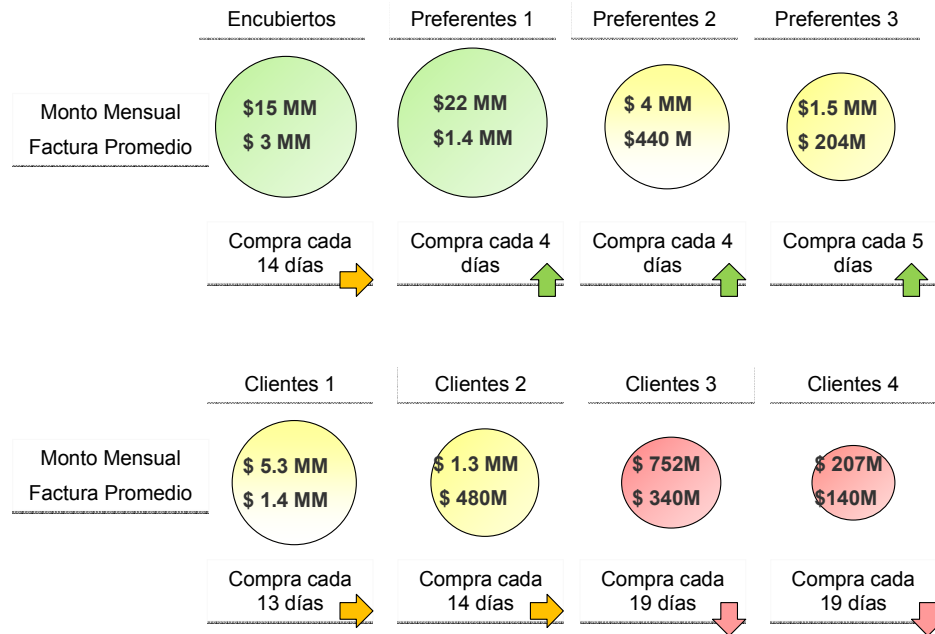 Encubiertos
Preferentes 1
Preferentes 2
Preferentes 3
Monto Mensual
Factura Promedio
$15 MM
$ 3 MM
$22 MM
$1.4 MM
$ 4 MM
$440 M
$1.5 MM
$ 204M
Compra cada
14 días
Compra cada 4
días
Compra cada 4
días
Compra cada 5
días
Clientes 1
Clientes 2
Clientes 3
Clientes 4
Monto Mensual
Factura Promedio
$ 5.3 MM
$ 1.4 MM
$ 1.3 MM
$ 480M
$ 752M
$ 340M
$ 207M
$140M
Compra cada
13 días
Compra cada
14 días
Compra cada
19 días
Compra cada
19 días